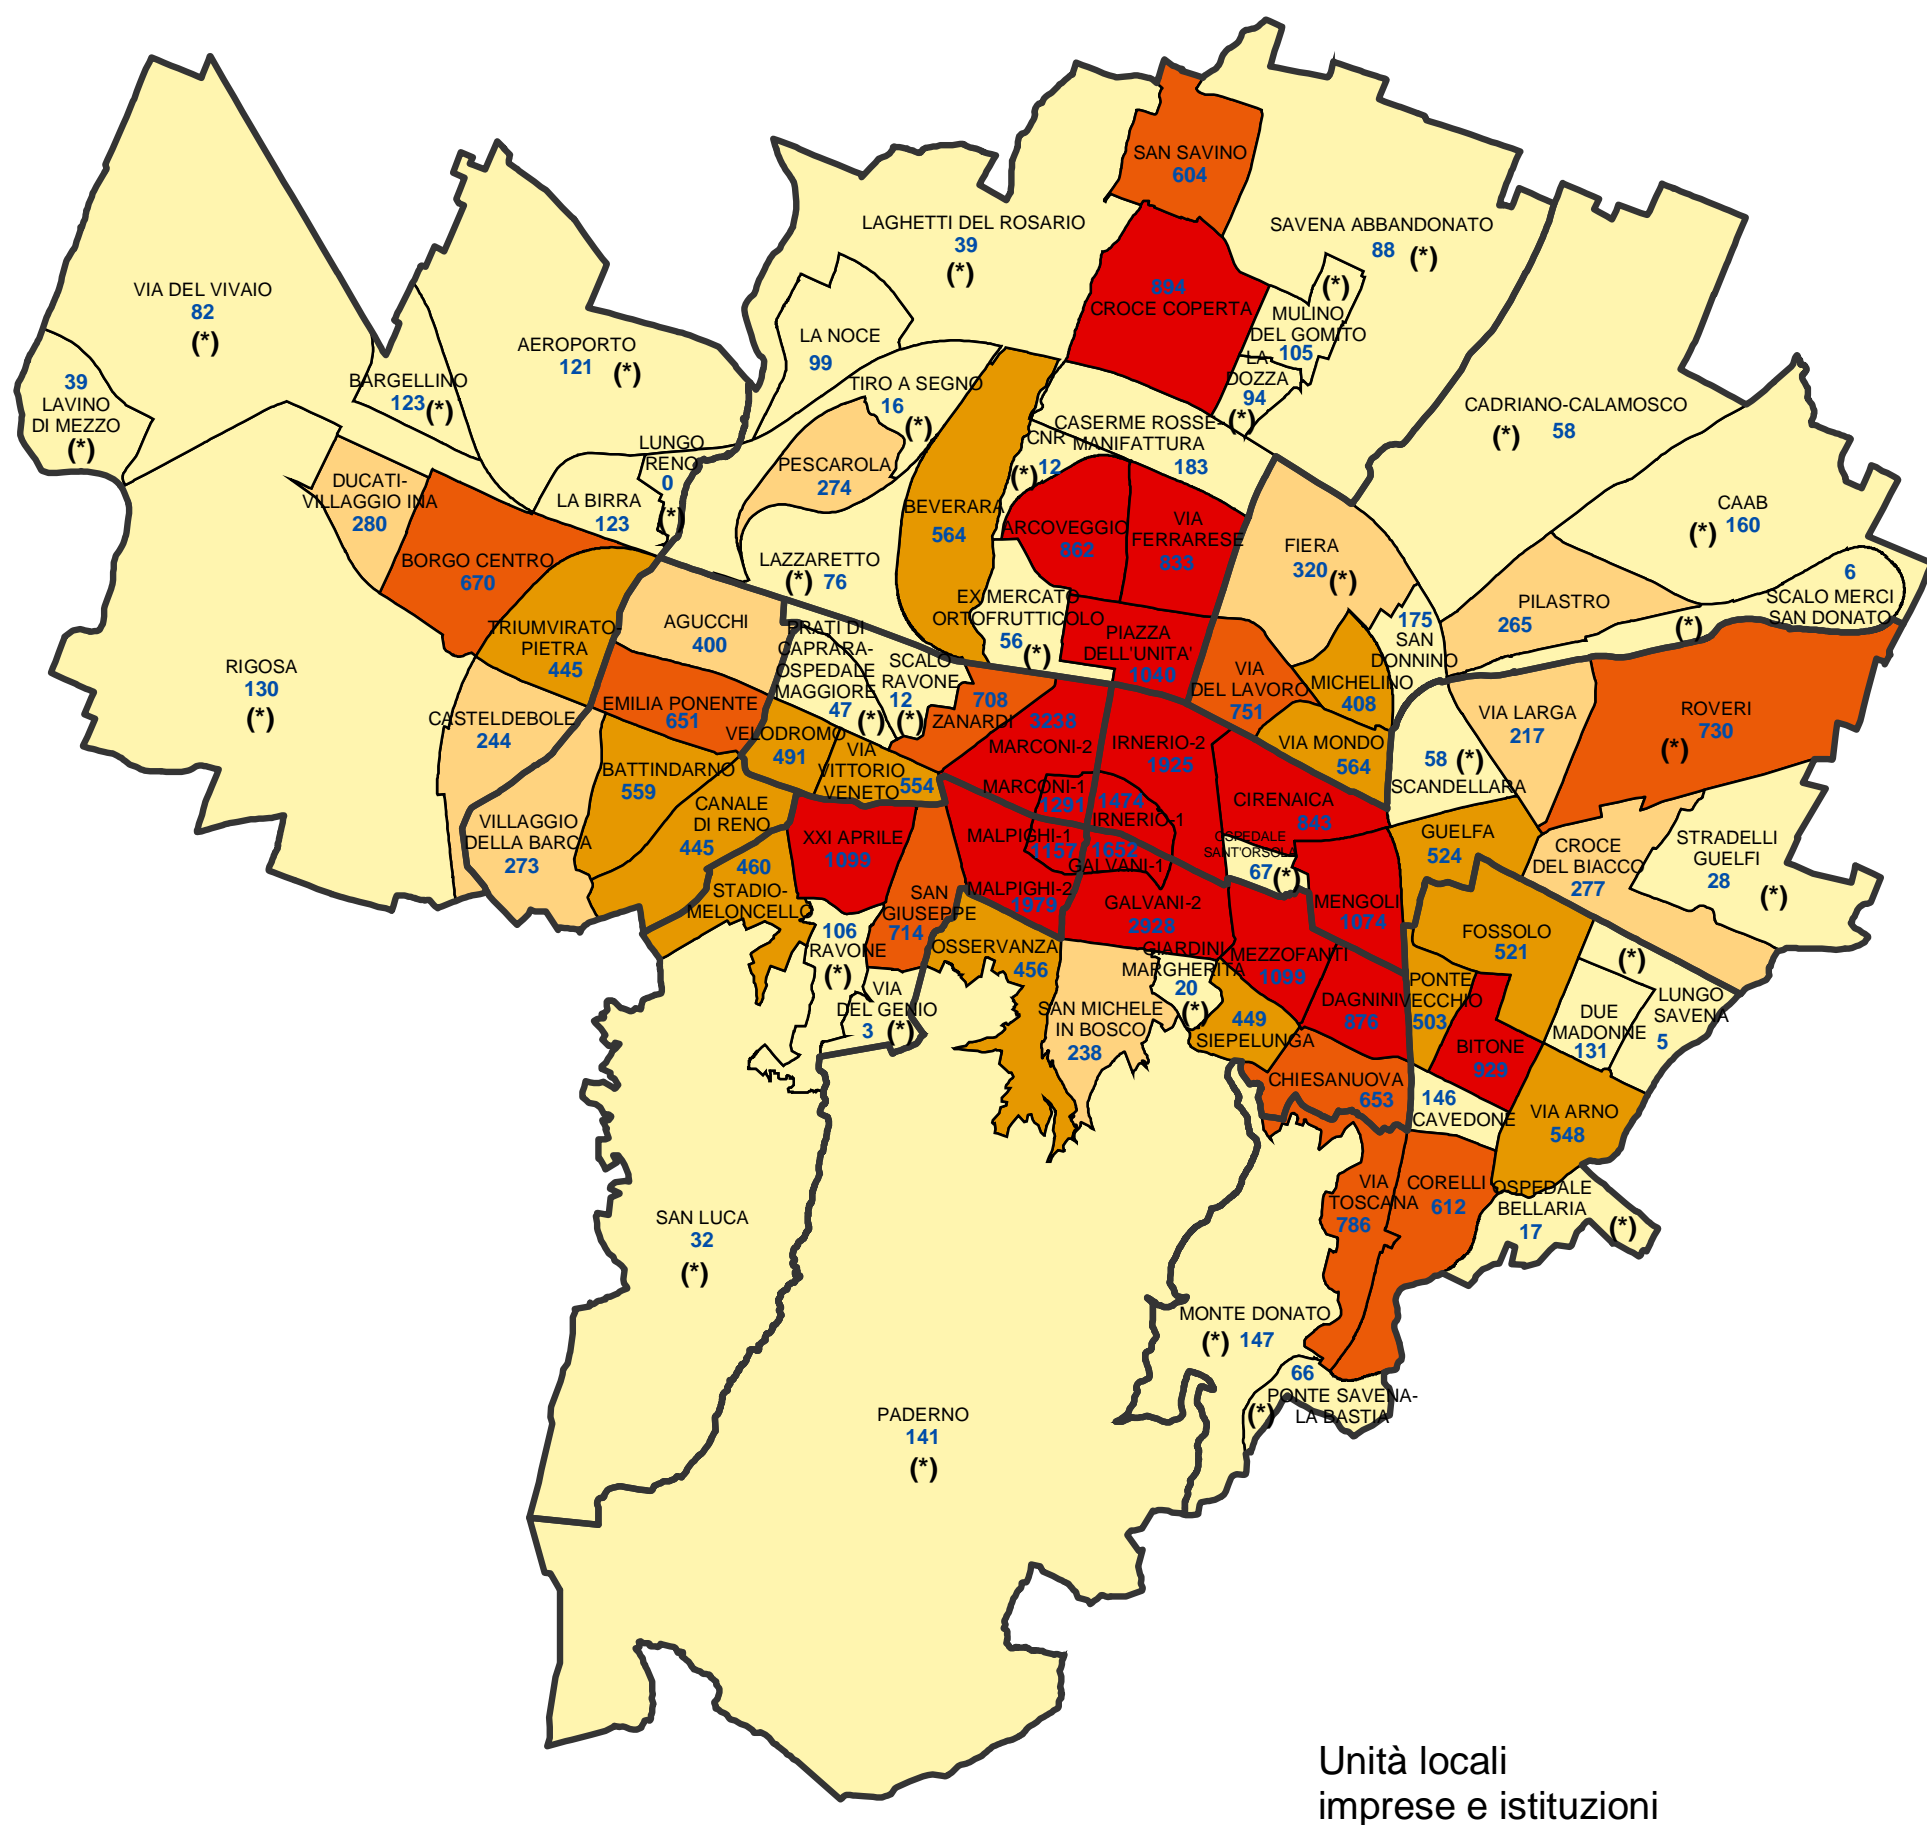 SAN SAVINO
604
LAGHETTI DEL ROSARIO
39
(*)
SAVENA ABBANDONATO
88 (*)
VIA DEL VIVAIO
82
(*)
894
CROCE COPERTA
(*)
MULINO
DEL GOMITO
105
LA NOCE
99
AEROPORTO
121 (*)
BARGELLINO
123 (*)
39
LAVINO
DI MEZZO
(*)
TIRO A SEGNO
16
(*)
LA
DOZZA
94
(*)
CADRIANO-CALAMOSCO
(*) 58
CASERME ROSSE-
MANIFATTURA
183
CNR
(*) 12
LUNGO
RENO
0
(*)
PESCAROLA
274
DUCATI-
VILLAGGIO INA
280
LA BIRRA
123
BEVERARA
564
ARCOVEGGIO
862
VIA
FERRARESE
833
FIERA
320 (*)
CAAB
(*) 160
BORGO CENTRO
670
LAZZARETTO
(*) 76
6
SCALO MERCI
SAN DONATO
(*)
PILASTRO
265
EX MERCATO
ORTOFRUTTICOLO
56
(*)
175
SAN
DONNINO
AGUCCHI
400
TRIUMVIRATO-
PIETRA
445
PRATI DI
CAPRARA-
OSPEDALE
MAGGIORE
47 (*)
SCALO
RAVONE
12
(*)
PIAZZA
DELL'UNITA'
1040
VIA
DEL LAVORO
751
MICHELINO
408
RIGOSA
130
(*)
EMILIA PONENTE
651
708
ZANARDI
VIA LARGA
217
ROVERI
730
(*)
CASTELDEBOLE
244
VELODROMO
491
VIA
VITTORIO
VENETO
554
3238
MARCONI-2
IRNERIO-2
1925
VIA MONDO
564
58 (*)
SCANDELLARA
BATTINDARNO
559
MARCONI-1
1291
1474
IRNERIO-1
CIRENAICA
843
CANALE
DI RENO
445
VILLAGGIO
DELLA BARCA
273
XXI APRILE
1099
MALPIGHI-1
1157
1652
GALVANI-1
OSPEDALE
SANT'ORSOLA
67 (*)
GUELFA
524
CROCE
DEL BIACCO
277
STRADELLI
GUELFI
28
(*)
460
STADIO-
MELONCELLO
SAN
GIUSEPPE
714
MALPIGHI-2
1979
GALVANI-2
2928
MENGOLI
1074
106
RAVONE
(*)
OSSERVANZA
456
GIARDINI
MARGHERITA
20
(*)
MEZZOFANTI
1099
FOSSOLO
521
(*)
LUNGO
SAVENA
5
VIA
DEL GENIO
3 (*)
SAN MICHELE
IN BOSCO
238
449
SIEPELUNGA
DAGNINI
876
PONTE
VECCHIO
503
DUE
MADONNE
131
BITONE
929
CHIESANUOVA
653
146
CAVEDONE
VIA ARNO
548
VIA
TOSCANA
786
CORELLI
612
OSPEDALE
BELLARIA
17
(*)
SAN LUCA
32
(*)
MONTE DONATO
(*) 147
66
PONTE SAVENA-
LA BASTIA
(*)
PADERNO
141
(*)
Unità locali
imprese e istituzioni